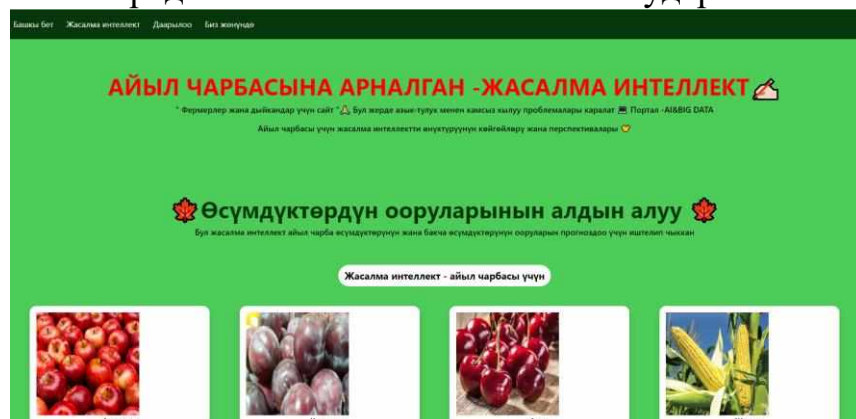 Башкы бет Жасалма интеллект Даарылоо Биз жөнүндө
АЙЫЛ ЧАРБАСЫНА АРНАЛГАН -ЖАСАЛМА ИНТЕЛЛЕКТ
" Фермерлер жана дыйкандар үчүн сайт " Бул жерде азык-түлүк менен камсыз кылуу проблемалары каралат Портал -AI&BIG DATA
Айыл чарбасы үчүн жасалма интеллектти өнүктүрүүнүн көйгөйлөрү жана перспективалары
Өсүмдүктөрдүн ооруларынын алдын алуу
Бул жасалма интеллект айыл чарба өсүмдүктөрүнүн жана бакча өсүмдүктөрүнүн ооруларын прогноздоо үчүн иштелип чыккан
Жасалма интеллект - айыл чарбасы үчүн